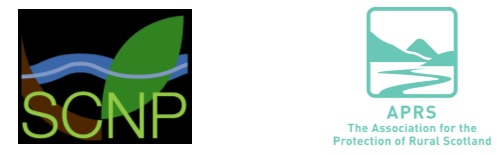 SCNP
APRS
The Association for the
Protection of Rural Scotland